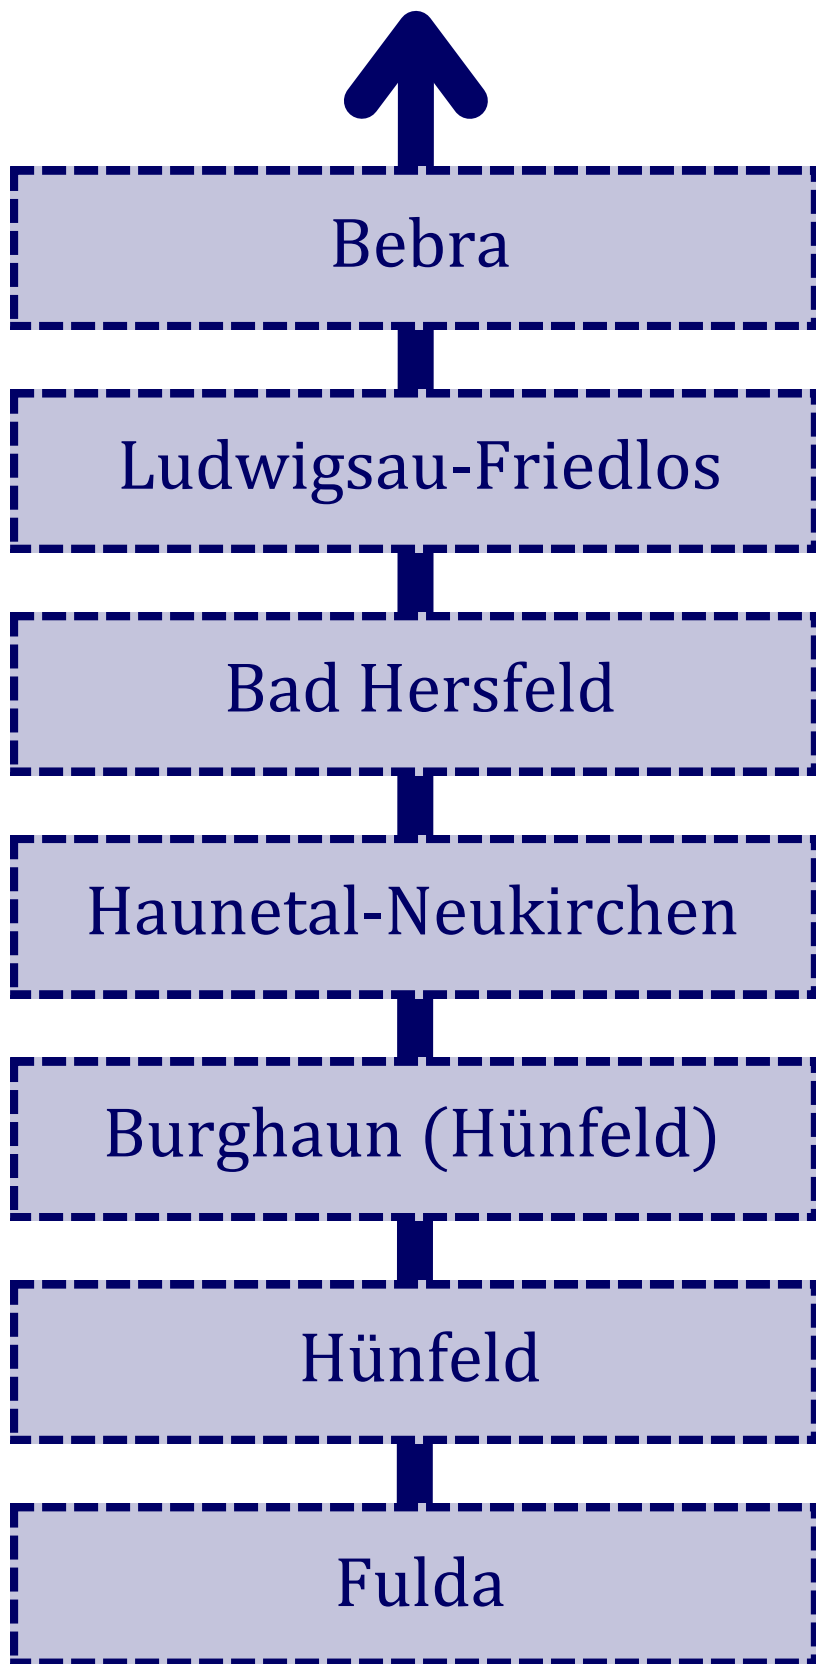 Bebra
Ludwigsau-Friedlos
Bad Hersfeld
Haunetal-Neukirchen
Burghaun (Hünfeld)
Hünfeld
Fulda